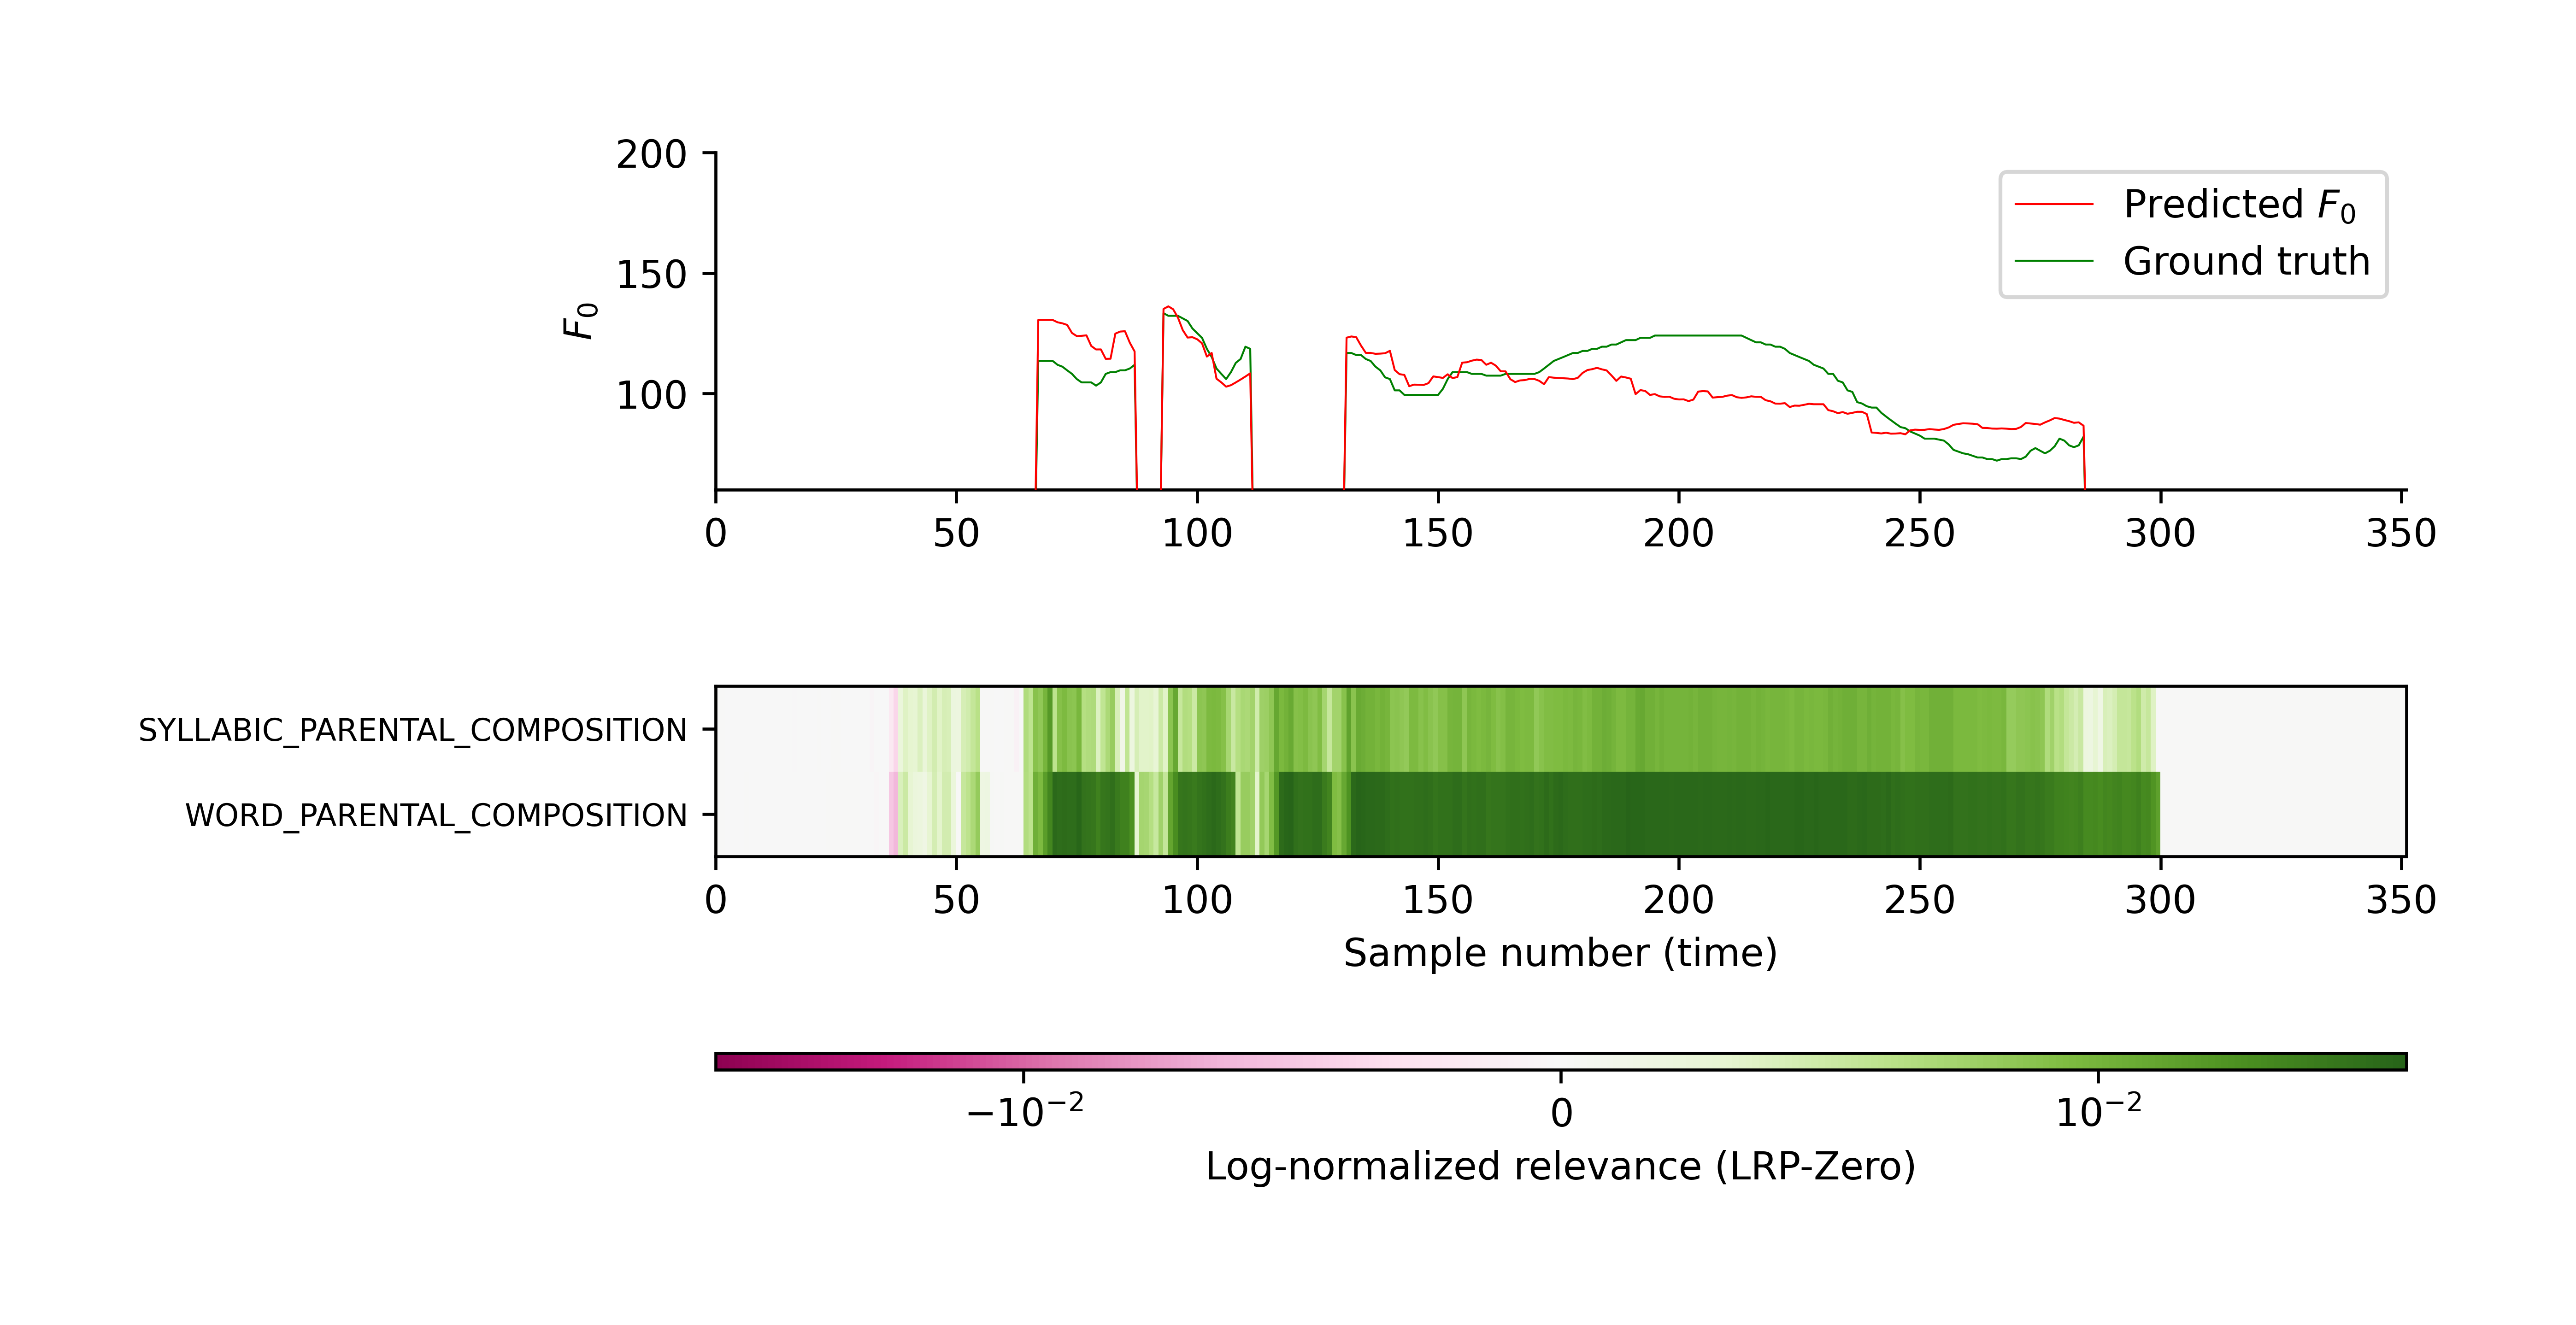 200
150
100
F₀
Predicted F₀
Ground truth
0 50 100 150 200 250 300 350
SYLLABIC_PARENTAL_COMPOSITION
WORD_PARENTAL_COMPOSITION
0 50 100 150 200 250 300 350
Sample number (time)
−10⁻² 0 10⁻²
Log-normalized relevance (LRP-Zero)